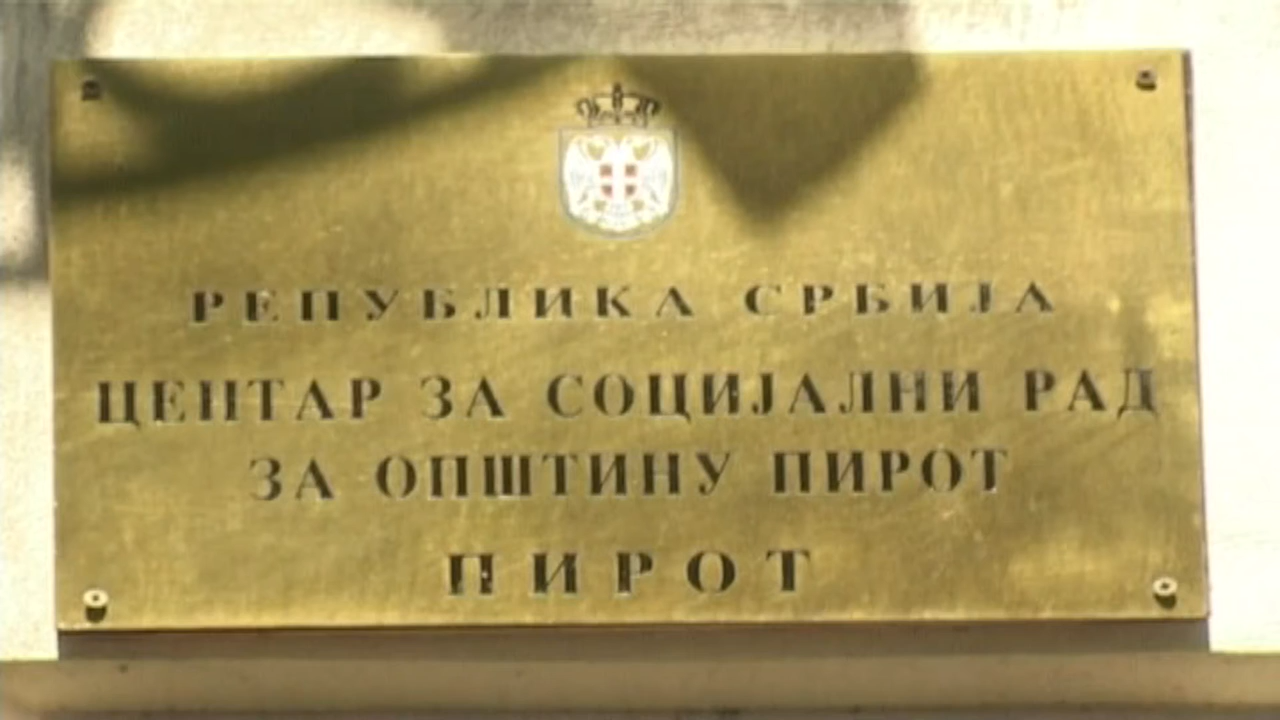 РЕПУБЛИКА СРБИЈА
ЦЕНТАР ЗА СОЦИЈАЛНИ РАД
ЗА ОПШТИНУ ПИРОТ
ПИРОТ